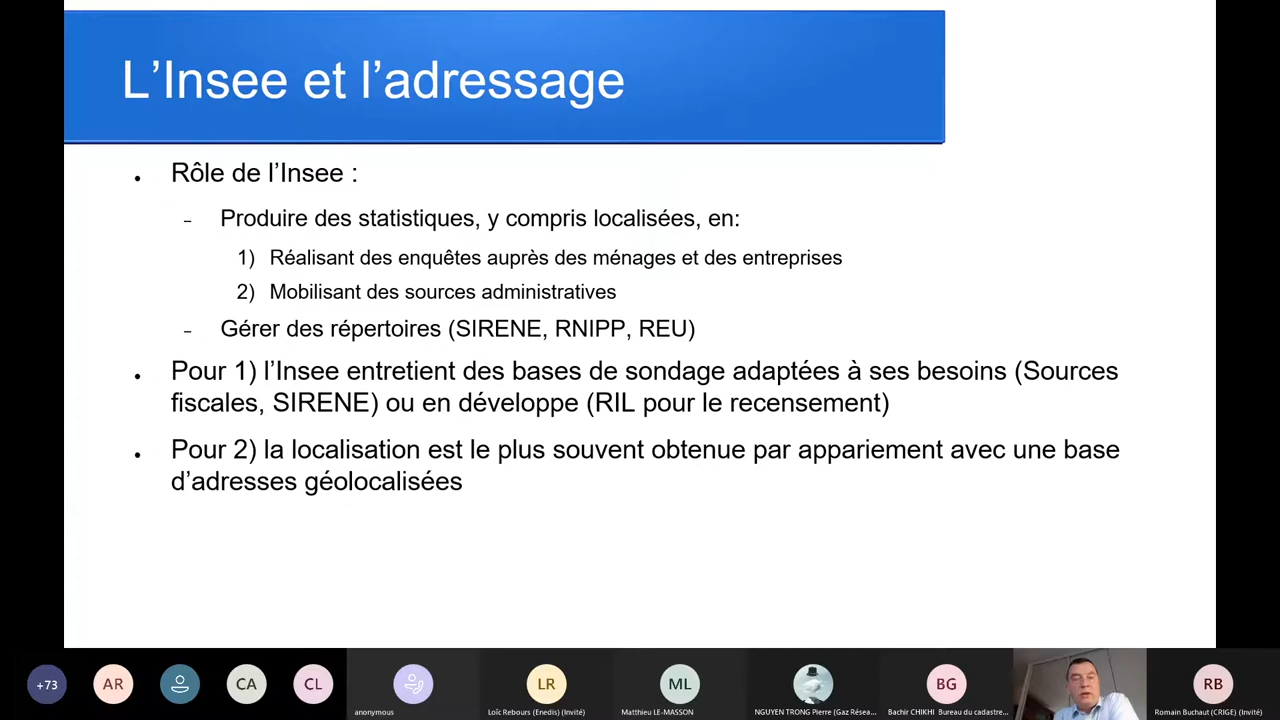 L’Insee et l’adressage
● Rôle de l’Insee :
– Produire des statistiques, y compris localisées, en:
1) Réalisant des enquêtes auprès des ménages et des entreprises
2) Mobilisant des sources administratives
– Gérer des répertoires (SIRENE, RNIPP, REU)
● Pour 1) l’Insee entretient des bases de sondage adaptées à ses besoins (Sources
fiscales, SIRENE) ou en développe (RIL pour le recensement)
● Pour 2) la localisation est le plus souvent obtenue par appariement avec une base
d’adresses géolocalisées
+73
AR
CA
CL
LR
ML
BG
RB
anonymous
Loïc Rebours (Enedis) (Invité)
Matthieu LE-MASSON
NGUYEN TRONG Pierre (Gaz Résea...
Bachir CHIKHI Bureau du cadastre...
Romain Buchaut (CRIGE) (Invité)